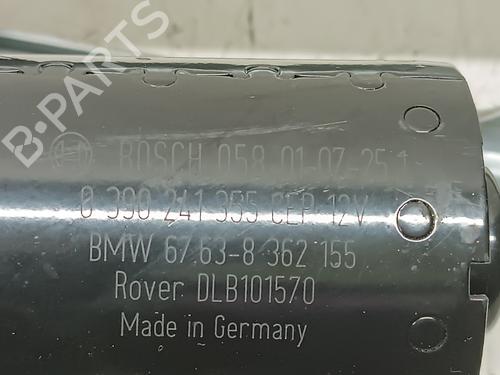 B-PARTS
BOSCH 058 01-07-25 1
0 390 241 355 CEP 12V
BMW 67 63-8 362 155
Rover DLB101570
Made in Germany